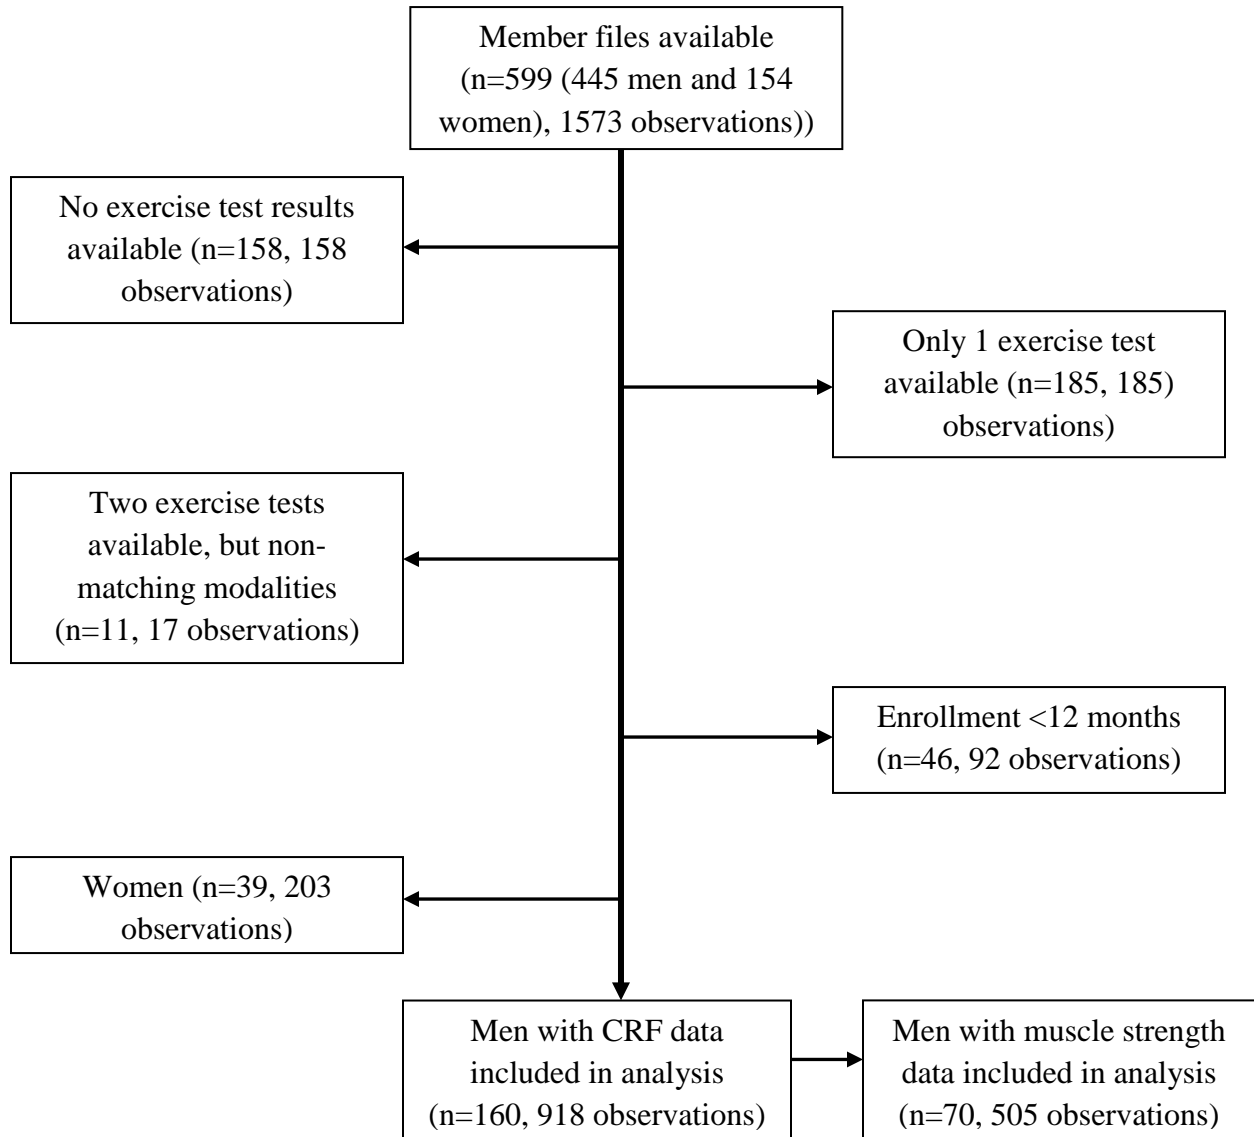 Member files available
(n=599 (445 men and 154
women), 1573 observations))
No exercise test results
available (n=158, 158
observations)
Only 1 exercise test
available (n=185, 185)
observations)
Two exercise tests
available, but non-
matching modalities
(n=11, 17 observations)
Enrollment <12 months
(n=46, 92 observations)
Women (n=39, 203
observations)
Men with CRF data
included in analysis
(n=160, 918 observations)
Men with muscle strength
data included in analysis
(n=70, 505 observations)